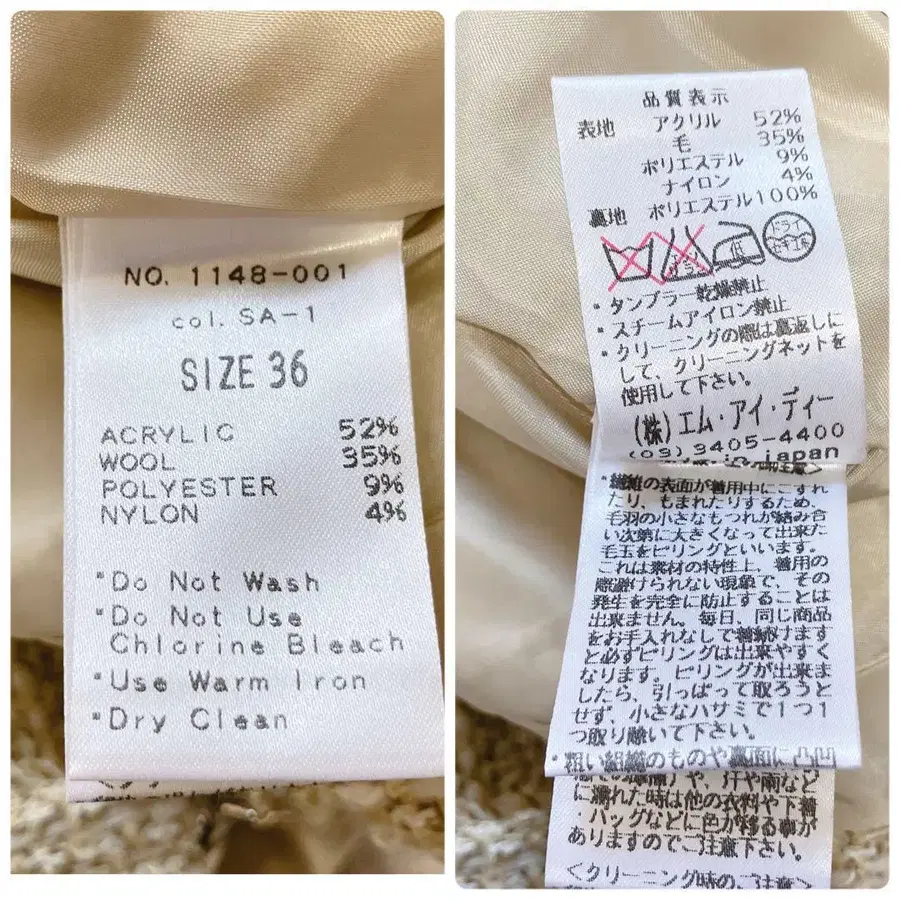 NO. 1148-001
col. SA-1
SIZE 36
ACRYLIC 52%
WOOL 35%
POLYESTER 9%
NYLON 4%
•Do Not Wash
•Do Not Use
Chlorine Bleach
•Use Warm Iron
•Dry Clean
品質表示
表地 アクリル 52%
毛 35%
ポリエステル 9%
ナイロン 4%
裏地 ポリエステル100%
低
ドライ
セキユ系
・タンブラー乾燥禁止
・スチームアイロン禁止
・クリーニングの際は裏返しに
して、クリーニングネットを
使用して下さい。
(株)エム・アイ・ディー
(03) 3405-4400
in japan
・繊維の表面が着用中にこすれ
たり、もまれたりするため、
毛羽の小さなもつれが絡み合
い次第に大きくなって出来た
毛玉をピリングといいます。
これは素材の特性上、着用の
際避けられない現象で、その
発生を完全に防止することは
出来ません。毎日、同じ商品
をお手入れなしで着続けます
と必ずピリングは出来やすく
なります。ピリングが出来ま
したら、引っぱって取ろうと
せず、小さなハサミで1つ1
つ取り除いて下さい。
・粗い組織のものや裏面に凸凹
や、汗や雨など
に濡れた時は他の衣料や下着
・バッグなどに色が移る事が
ありますのでご注意下さい。
<クリーニング時のご注意>